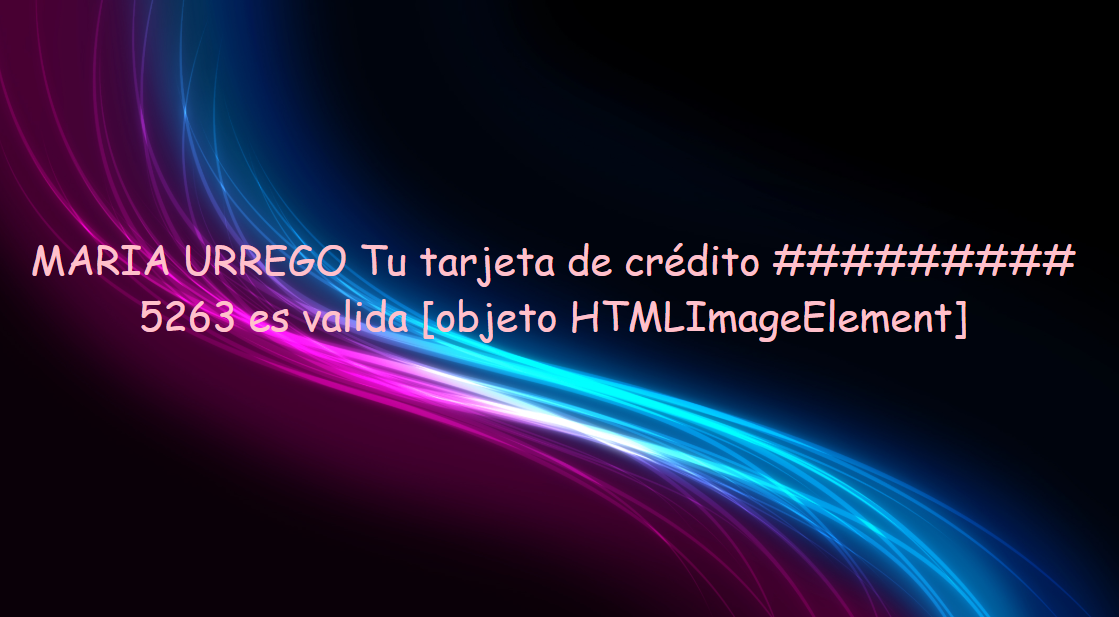 MARIA URREGO Tu tarjeta de crédito #########
5263 es valida [objeto HTMLImageElement]